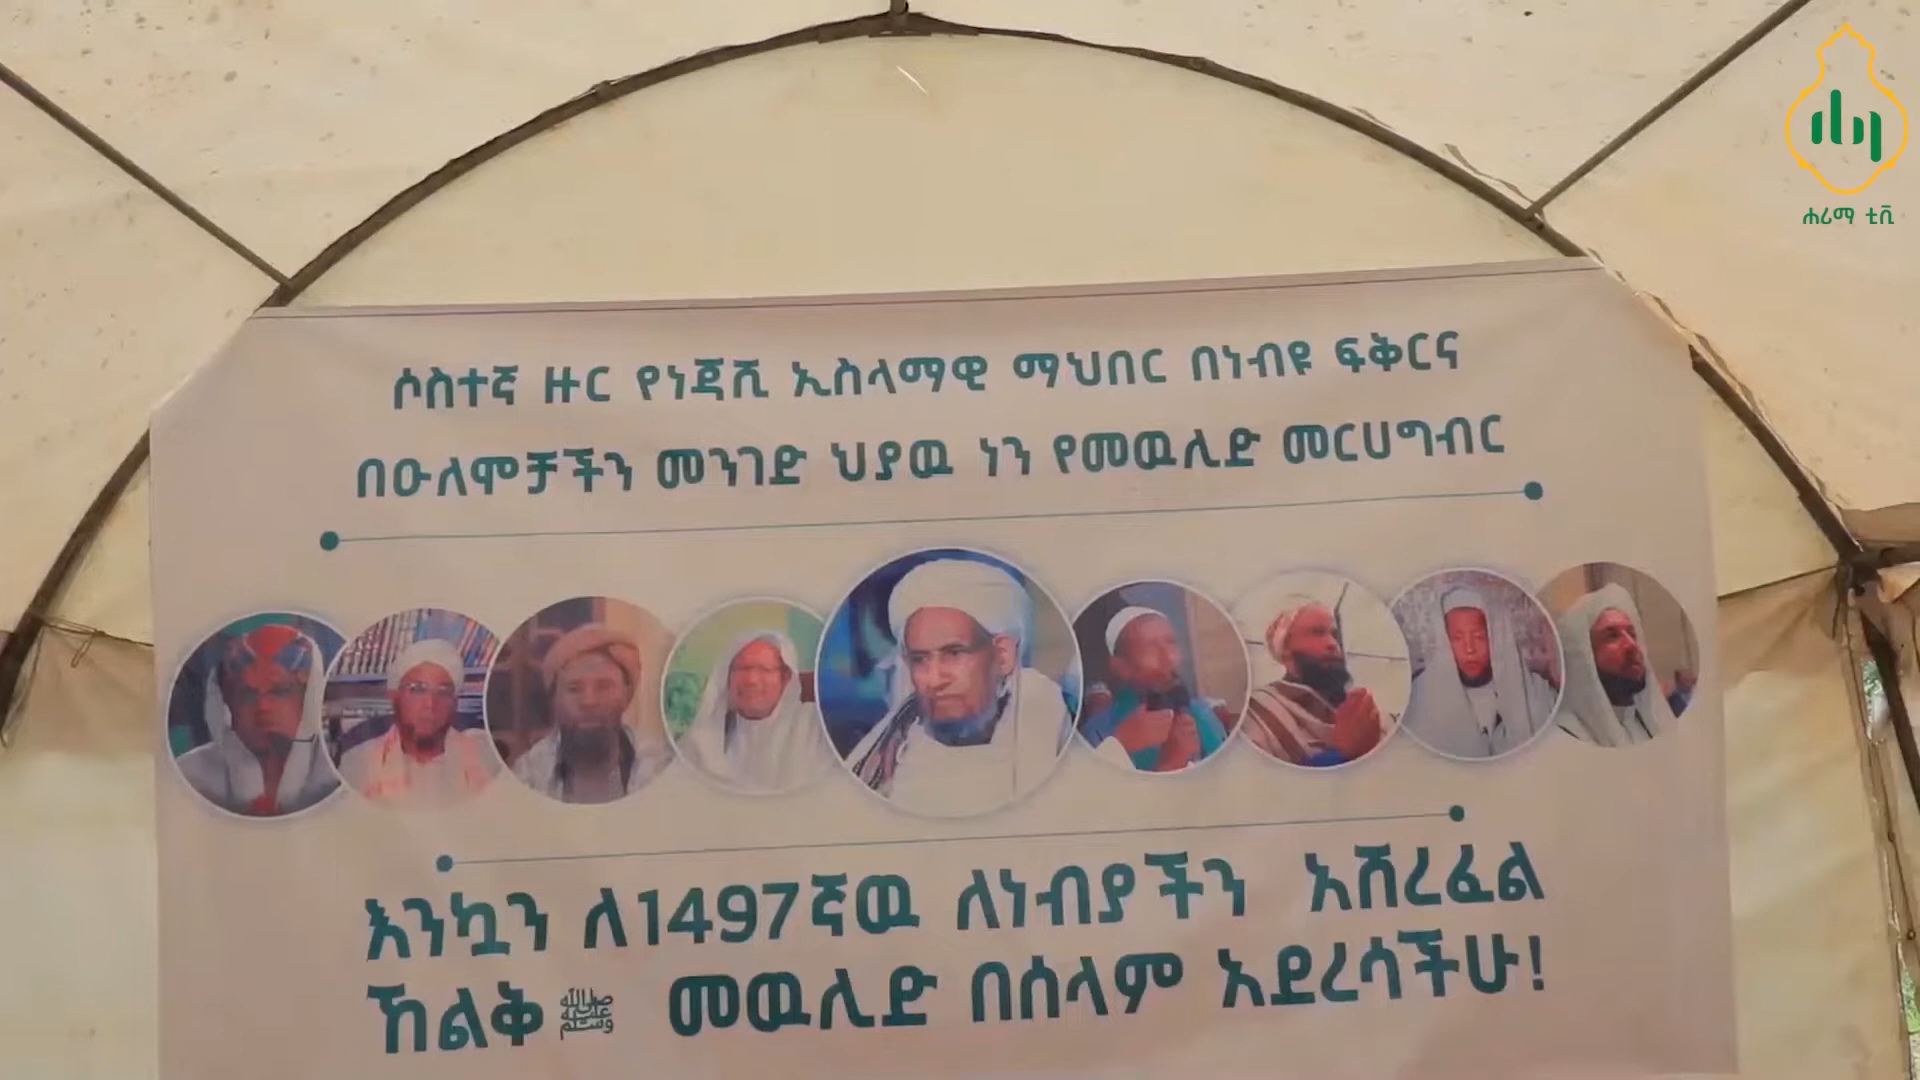 ሐሪማ ቲቪ
ሶስተኛ ዙር የነጃሺ ኢስላማዊ ማህበር በነብዩ ፍቅርና
በዑለሞቻችን መንገድ ህያዉ ነን የመዉሊድ መርሀግብር
እንኳን ለ1497ኛዉ ለነብያችን አሽረፈል
ኸልቅ ﷺ መዉሊድ በሰላም አደረሳችሁ!